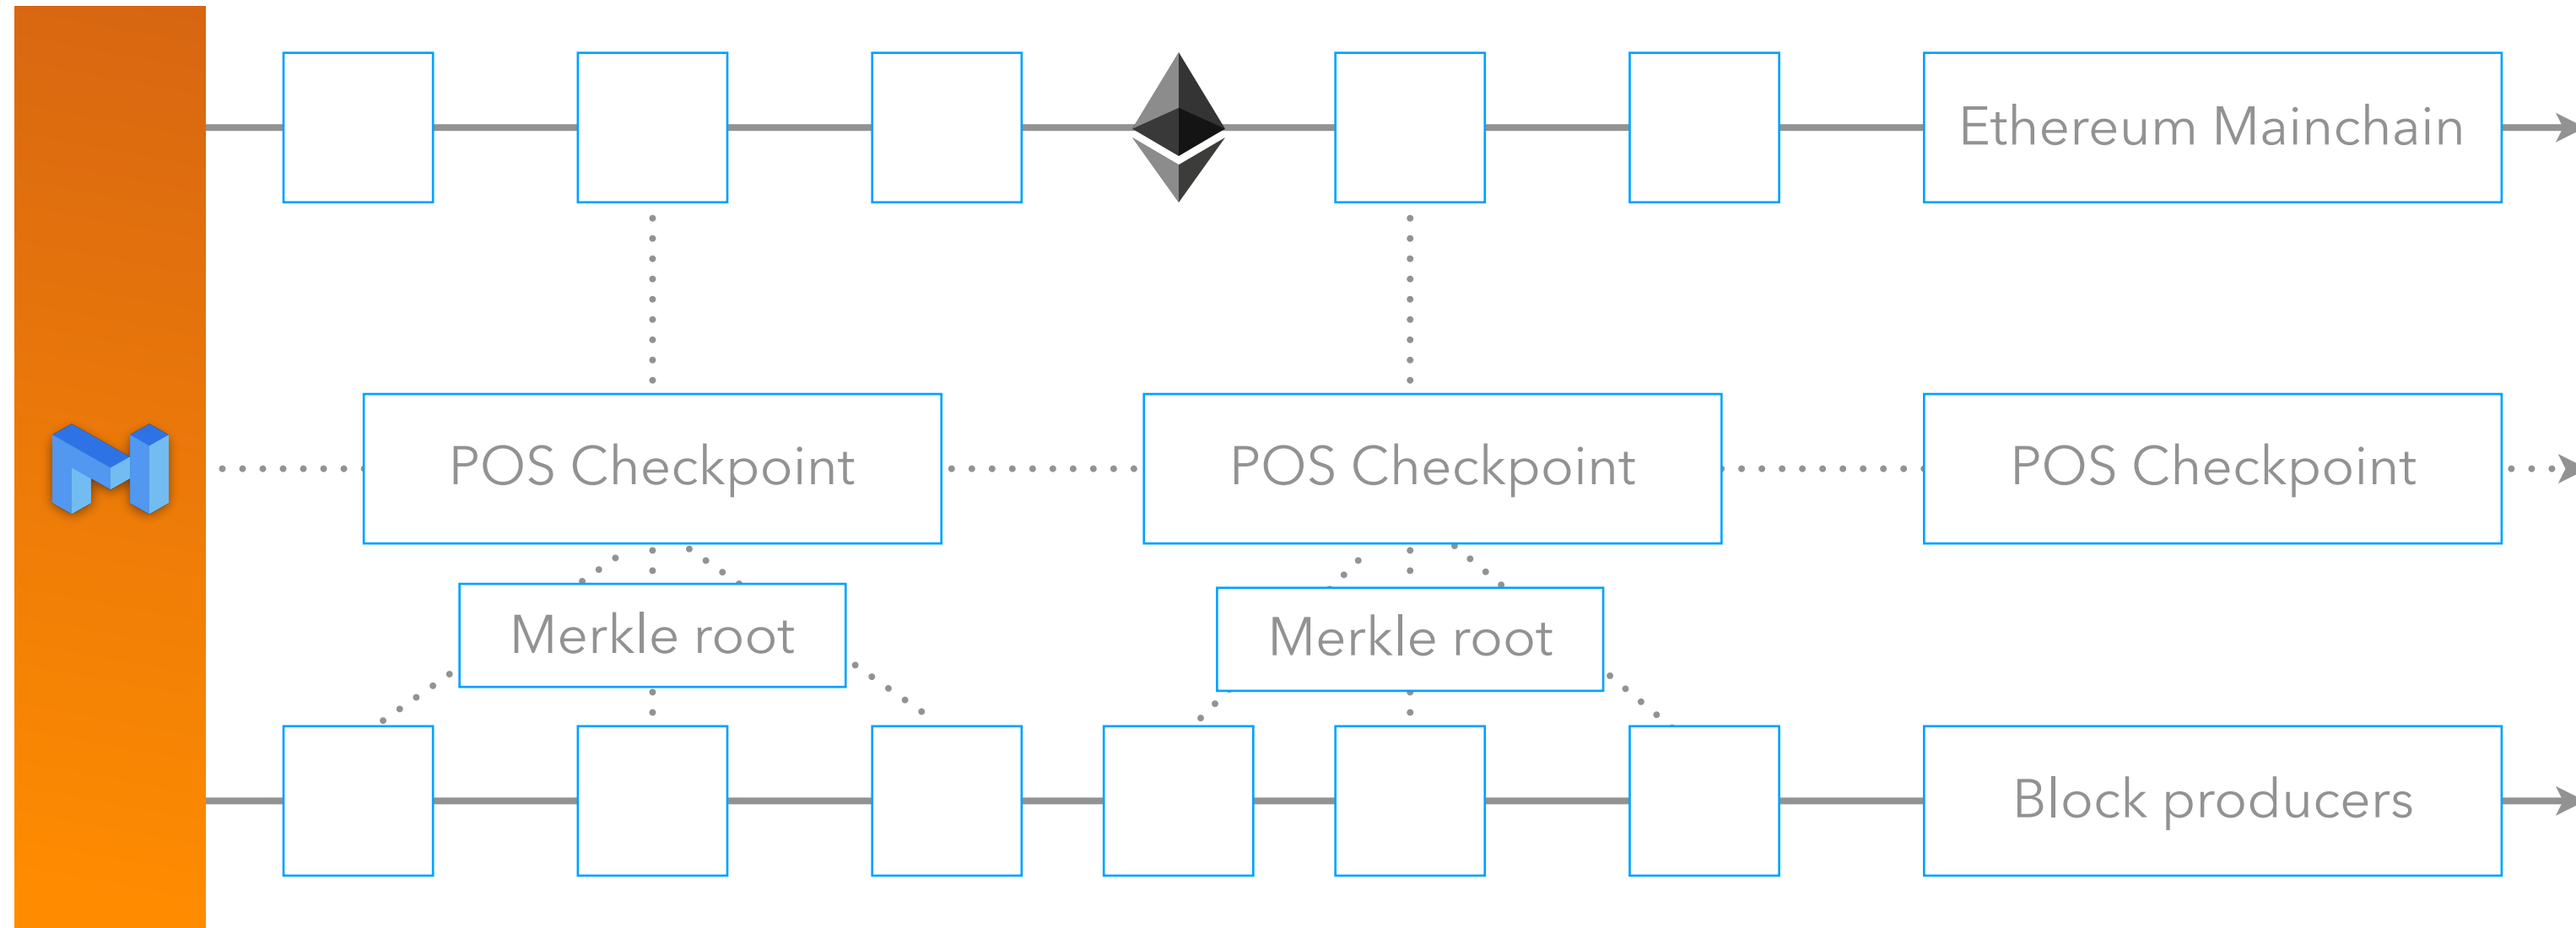 Ethereum Mainchain
POS Checkpoint
POS Checkpoint
POS Checkpoint
Merkle root
Merkle root
Block producers